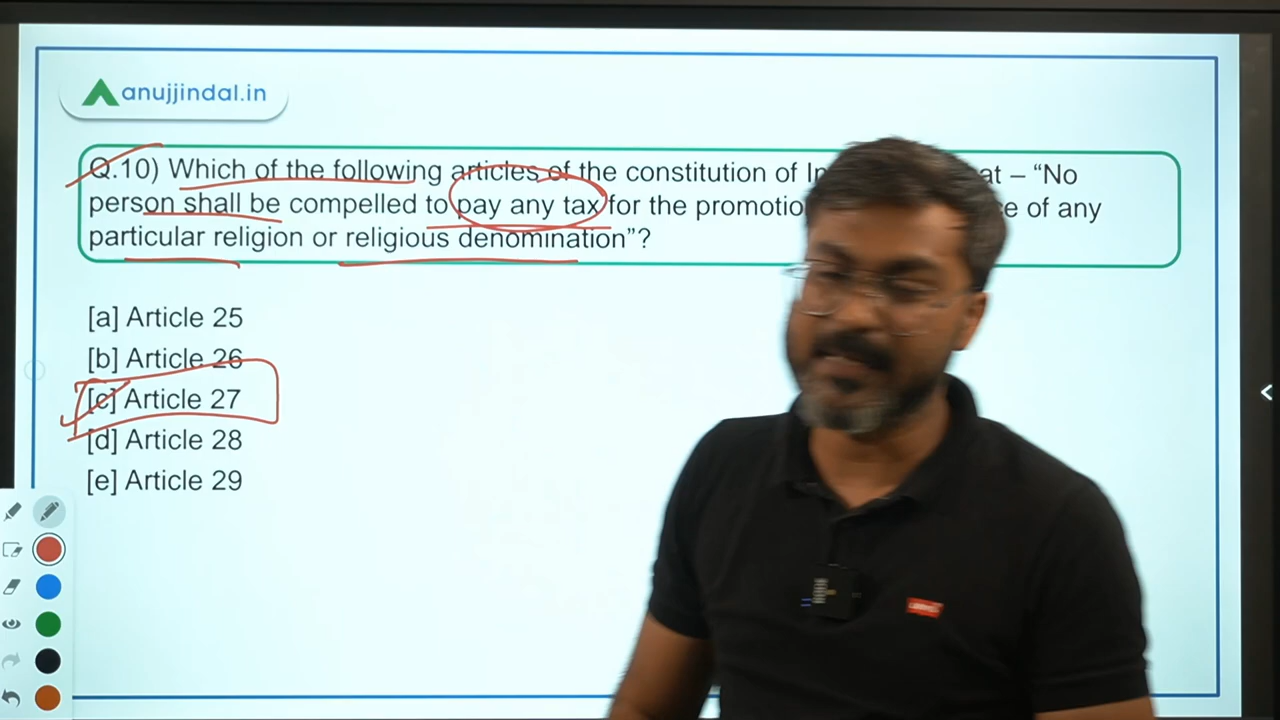 anujjindal.in
Q.10) Which of the following articles of the constitution of In at – “No
person shall be compelled to pay any tax for the promotio ce of any
particular religion or religious denomination”?
[a] Article 25
[b] Article 26
[c] Article 27
[d] Article 28
[e] Article 29